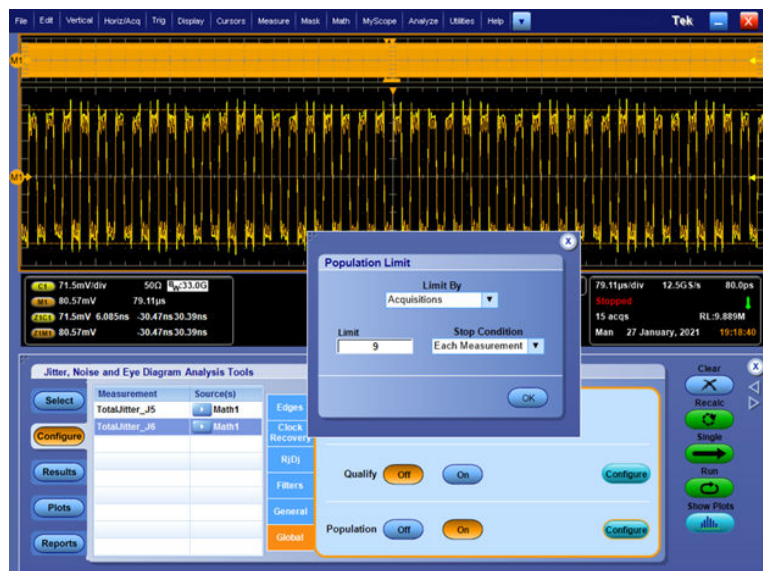 File Edit Vertical Horiz/Acq Trig Display Cursors Measure Mask Math MyScope Analyze Utilities Help Tek X
M1
M1
Population Limit
Limit By
Acquisitions
Limit Stop Condition
9 Each Measurement
OK
C1 71.5mV/div 50Ω BW:33.0G
M1 80.57mV 79.11µs
Z1C1 71.5mV 6.085ns -30.47ns 30.39ns
Z1M1 80.57mV -30.47ns 30.39ns
79.11µs/div 12.5GS/s 80.0ps
Stopped
15 acqs RL:9.889M
Man 27 January, 2021 19:18:40
Jitter, Noise and Eye Diagram Analysis Tools
Select
Configure
Results
Plots
Reports
Measurement Source(s)
TotalJitter_J5 Math1
TotalJitter_J6 Math1
Edges
Clock
Recovery
RjDj
Filters
General
Global
Qualify Off On Configure
Population Off On Configure
Clear
Recalc
Single
Run
Show Plots